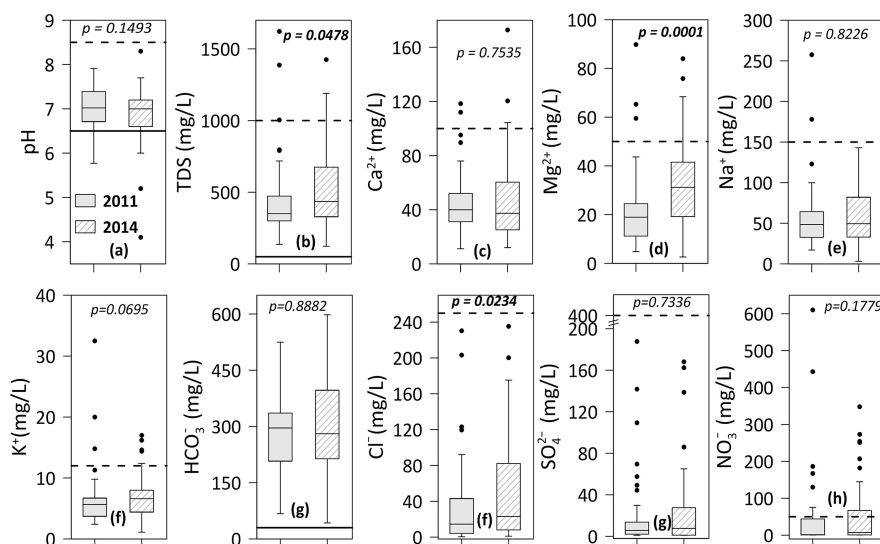 9
8
7
6
5
4
pH
p = 0.1493
2011
2014
(a)
1500
1000
500
0
TDS (mg/L)
p = 0.0478
(b)
160
120
80
40
0
Ca²⁺ (mg/L)
p = 0.7535
(c)
100
80
60
40
20
0
Mg²⁺ (mg/L)
p = 0.0001
(d)
300
250
200
150
100
50
0
Na⁺ (mg/L)
p = 0.8226
(e)
40
30
20
10
0
K⁺(mg/L)
p=0.0695
(f)
600
450
300
150
0
HCO₃⁻ (mg/L)
p=0.8882
(g)
240
200
160
120
80
40
0
Cl⁻ (mg/L)
p = 0.0234
(f)
400
200
160
120
80
40
0
SO₄²⁻ (mg/L)
p=0.7336
(g)
600
500
400
300
200
100
0
NO₃⁻ (mg/L)
p=0.1779
(h)